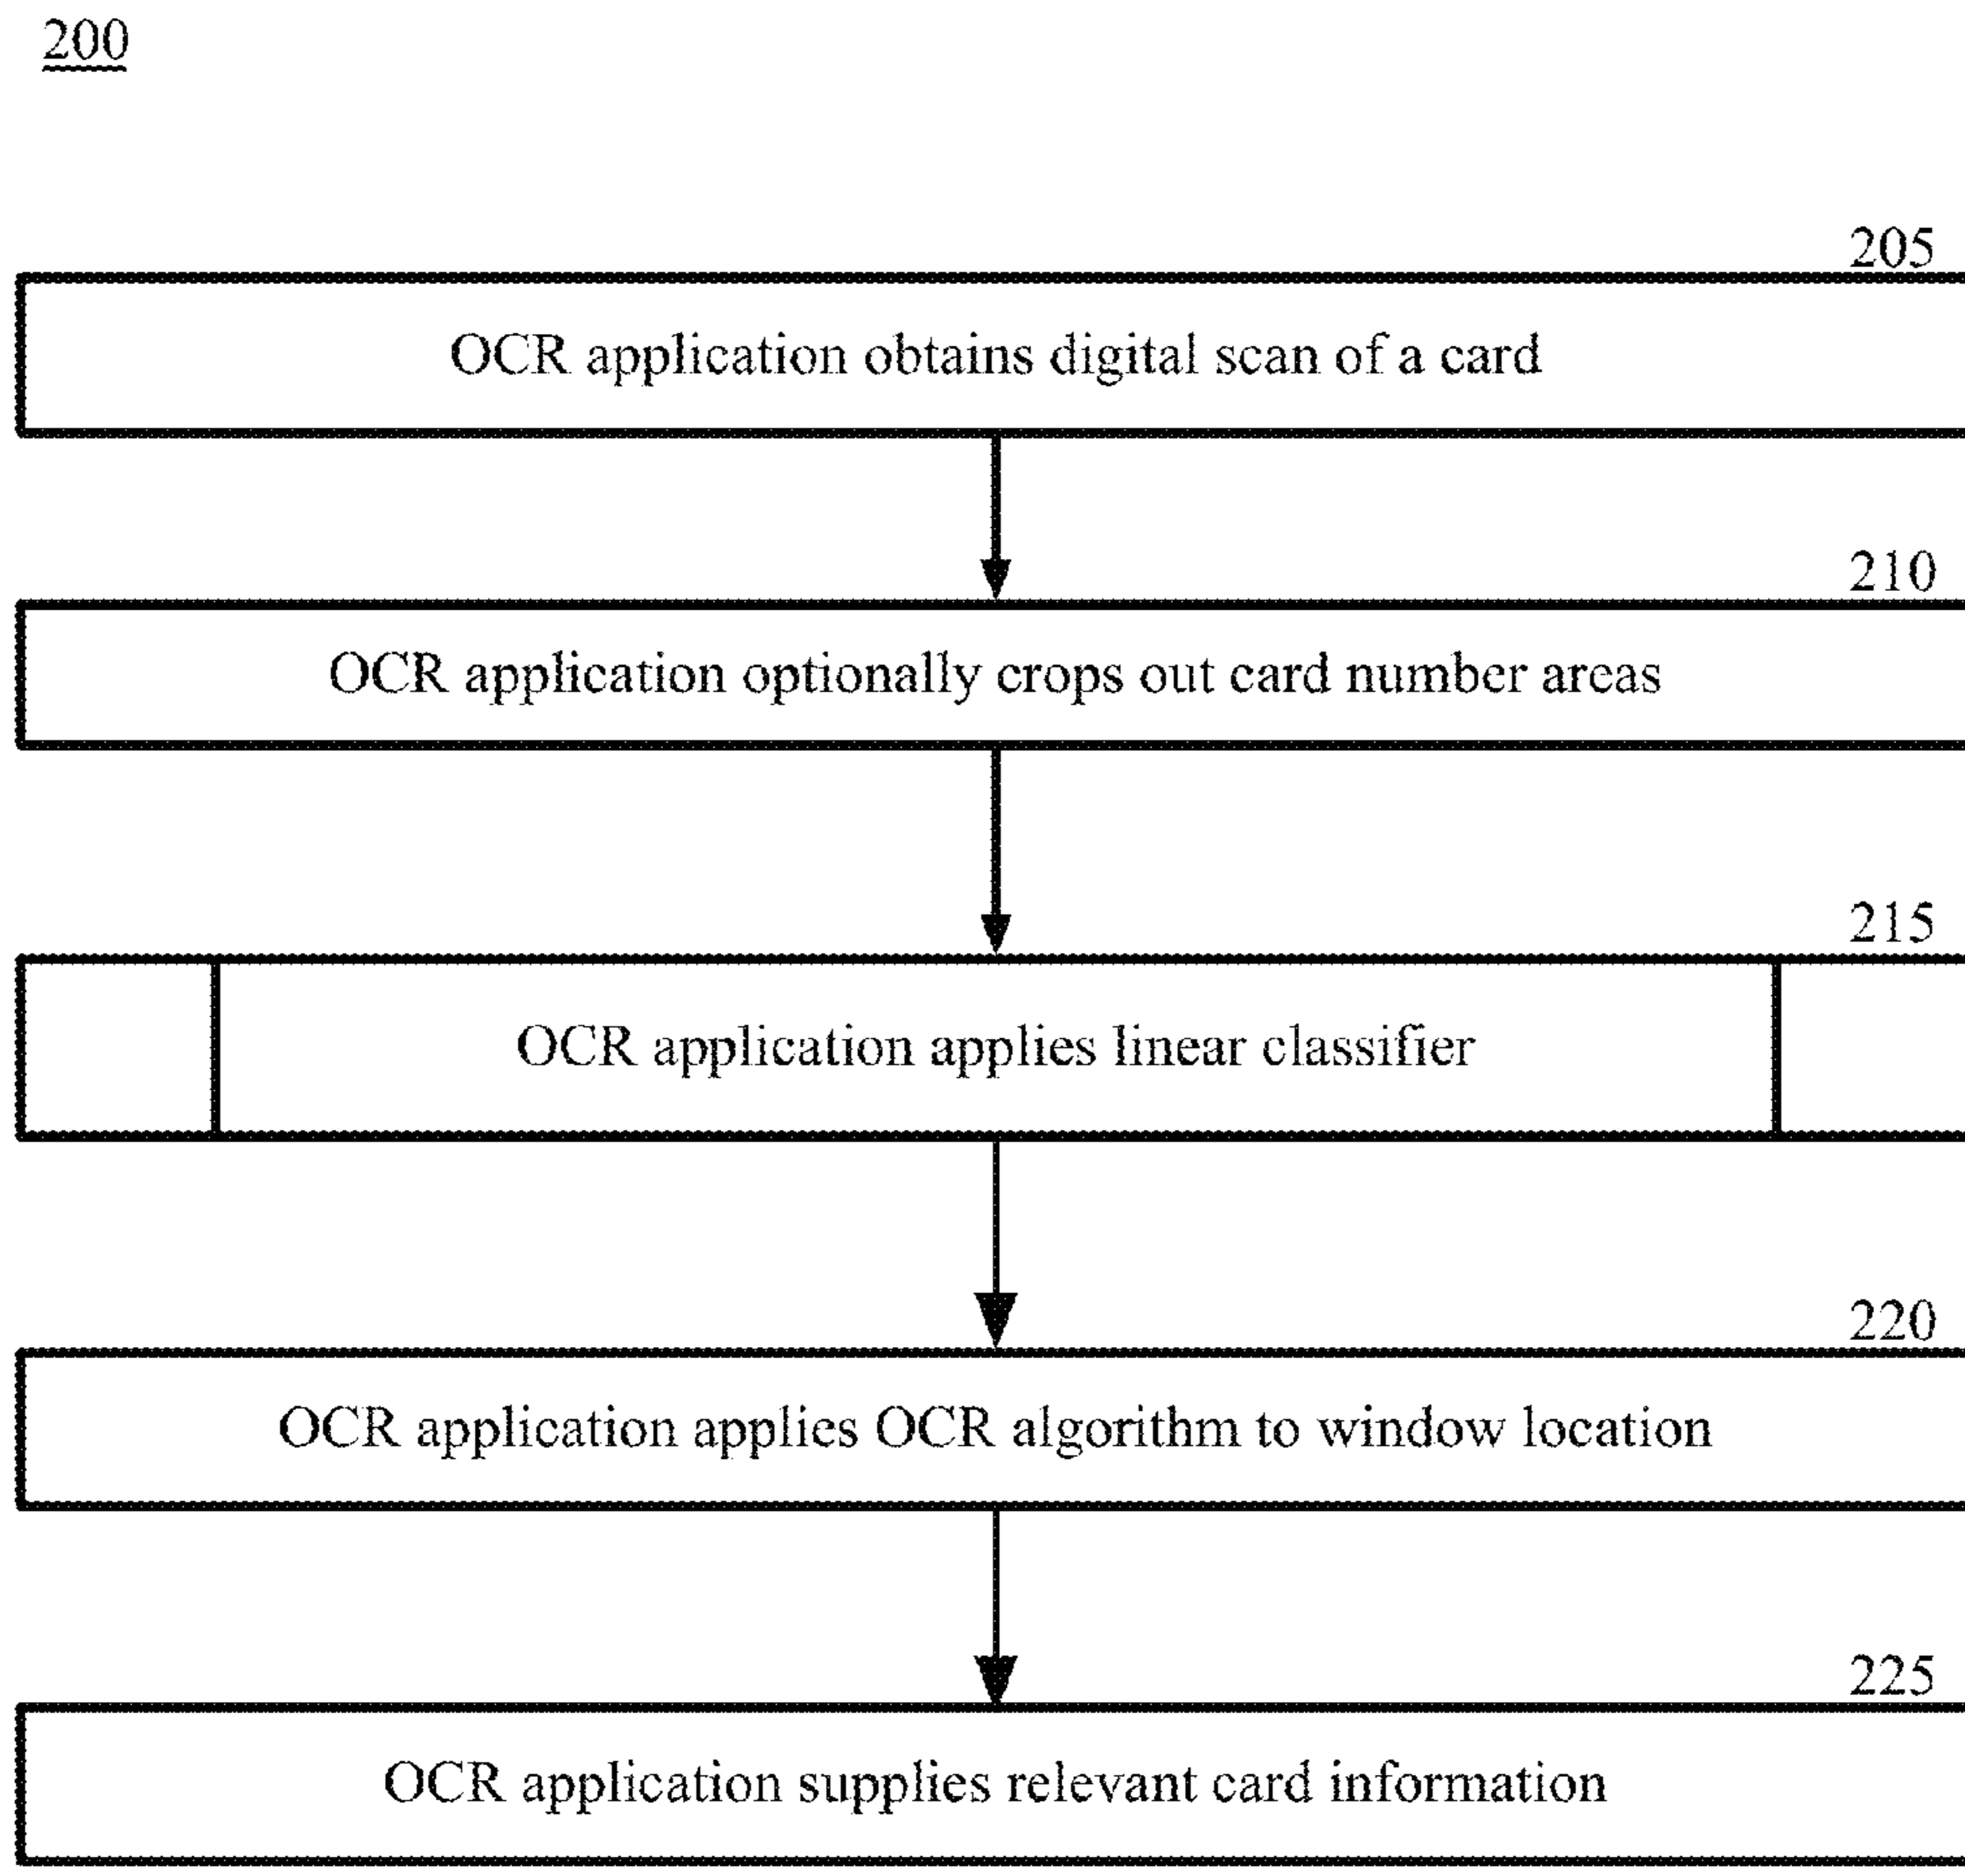 200
205
OCR application obtains digital scan of a card
210
OCR application optionally crops out card number areas
215
OCR application applies linear classifier
220
OCR application applies OCR algorithm to window location
225
OCR application supplies relevant card information